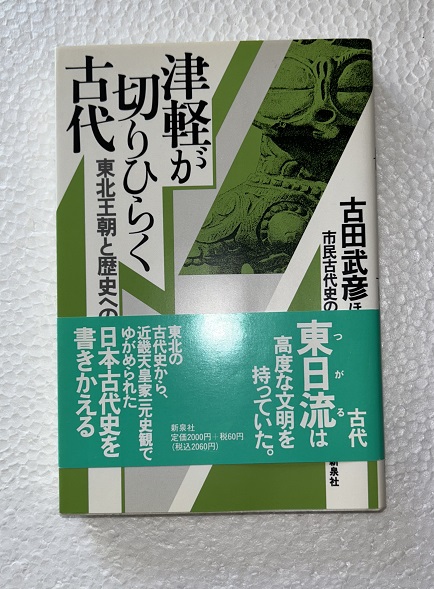 津軽が
切りひらく
古代
東北王朝と歴史への
古田武彦ほ
市民古代史の
新泉社
古代
つがる
東日流は
高度な文明を
持っていた。
新泉社
定価2000円+税60円
(税込2060円)
東北の
古代史から、
近畿天皇家一元史観で
ゆがめられた
日本古代史を
書きかえる